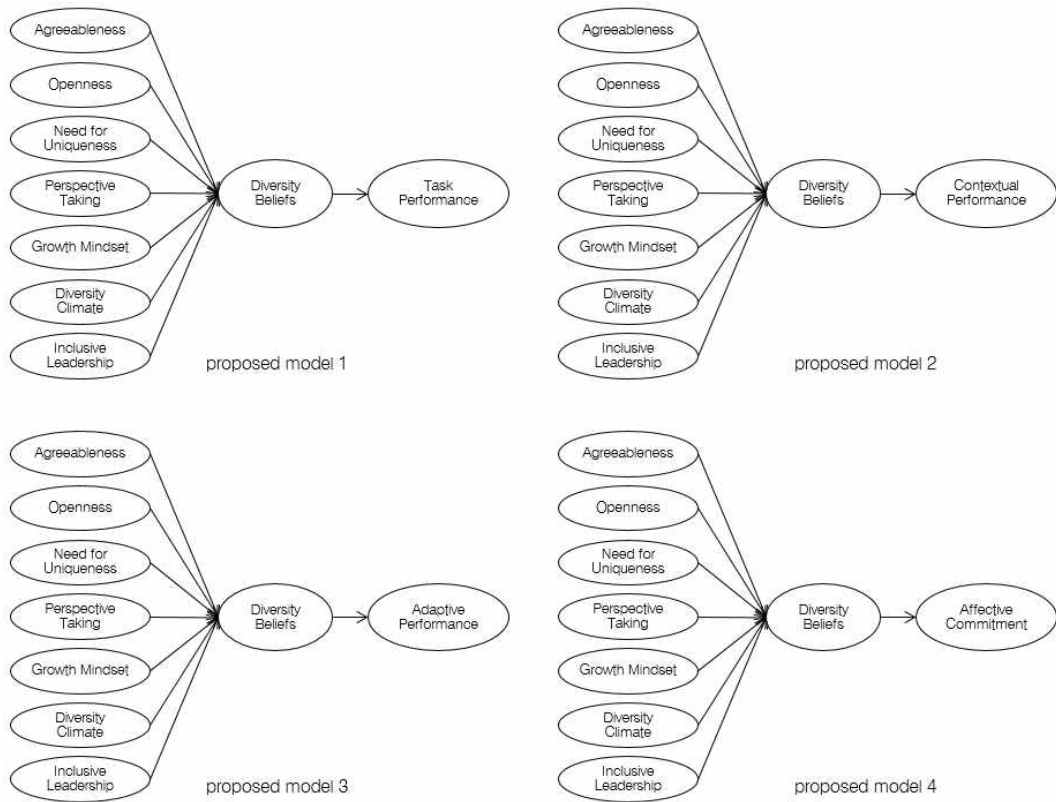 Agreeableness
Openness
Need for
Uniqueness
Perspective
Taking
Growth Mindset
Diversity
Climate
Inclusive
Leadership
Diversity
Beliefs
Task
Performance
proposed model 1
Agreeableness
Openness
Need for
Uniqueness
Perspective
Taking
Growth Mindset
Diversity
Climate
Inclusive
Leadership
Diversity
Beliefs
Contextual
Performance
proposed model 2
Agreeableness
Openness
Need for
Uniqueness
Perspective
Taking
Growth Mindset
Diversity
Climate
Inclusive
Leadership
Diversity
Beliefs
Adaptive
Performance
proposed model 3
Agreeableness
Openness
Need for
Uniqueness
Perspective
Taking
Growth Mindset
Diversity
Climate
Inclusive
Leadership
Diversity
Beliefs
Affective
Commitment
proposed model 4